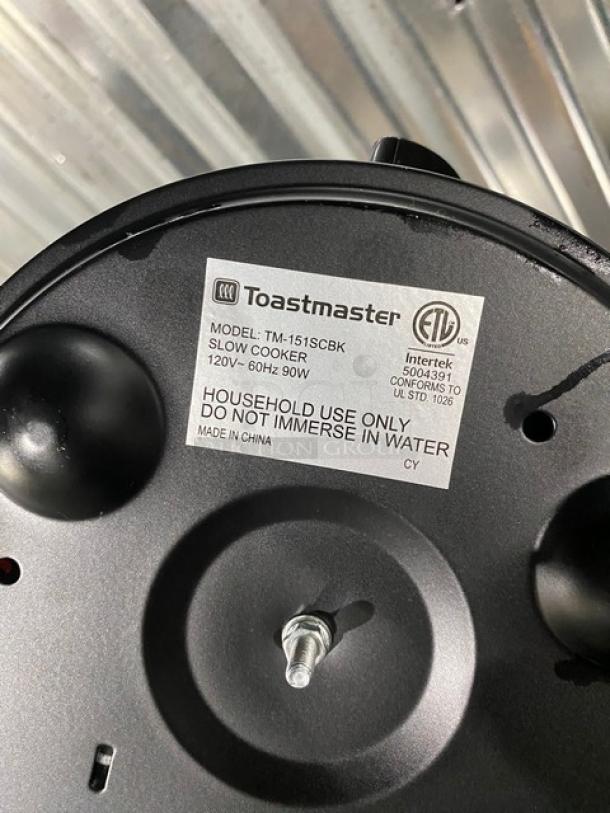 Toastmaster
MODEL: TM-151SCBK
SLOW COOKER
120V~ 60Hz 90W
ETL
LISTED
US
Intertek
5004391
CONFORMS TO
UL STD. 1026
HOUSEHOLD USE ONLY
DO NOT IMMERSE IN WATER
MADE IN CHINA
CY